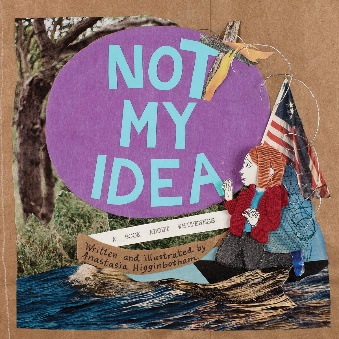 NOT
MY
IDEA
A BOOK ABOUT WHITENESS
Written and illustrated by
Anastasia Higginbotham